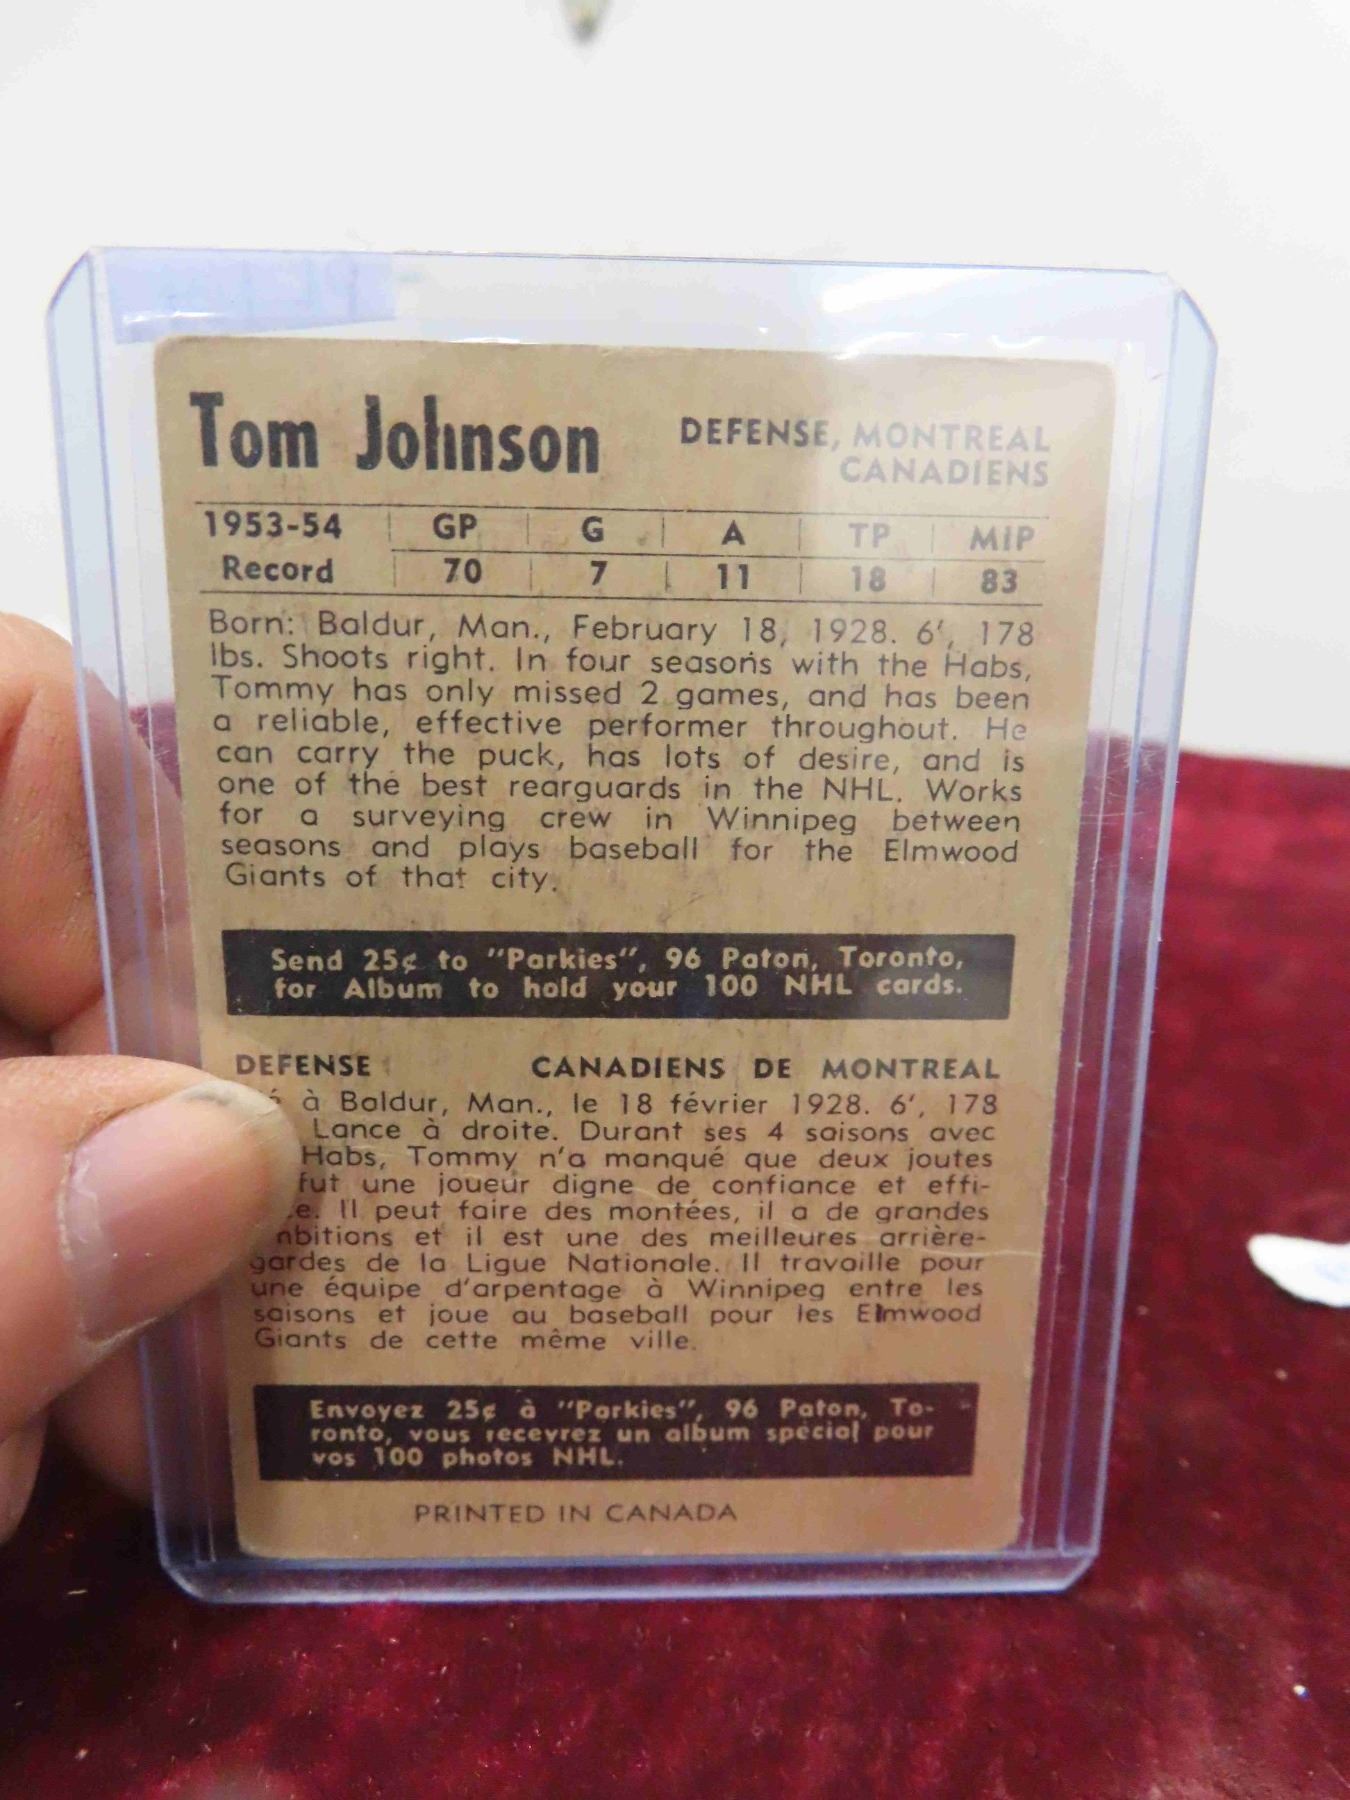 Tom Johnson
DEFENSE, MONTREAL
CANADIENS
1953-54 GP G A TP MIP
Record 70 7 11 18 83
Born: Baldur, Man., February 18, 1928. 6', 178
lbs. Shoots right. In four seasons with the Habs,
Tommy has only missed 2 games, and has been
a reliable, effective performer throughout. He
can carry the puck, has lots of desire, and is
one of the best rearguards in the NHL. Works
for a surveying crew in Winnipeg between
seasons and plays baseball for the Elmwood
Giants of that city.
Send 25¢ to "Parkies", 96 Paton, Toronto,
for Album to hold your 100 NHL cards.
DEFENSE CANADIENS DE MONTREAL
é à Baldur, Man., le 18 février 1928. 6', 178
Lance à droite. Durant ses 4 saisons avec
Habs, Tommy n'a manqué que deux joutes
fut une joueur digne de confiance et effi-
e. Il peut faire des montées, il a de grandes
mbitions et il est une des meilleures arrière-
gardes de la Ligue Nationale. Il travaille pour
une équipe d'arpentage à Winnipeg entre les
saisons et joue au baseball pour les Elmwood
Giants de cette même ville.
Envoyez 25¢ à "Parkies", 96 Paton, To-
ronto, vous recevrez un album spécial pour
vos 100 photos NHL.
PRINTED IN CANADA